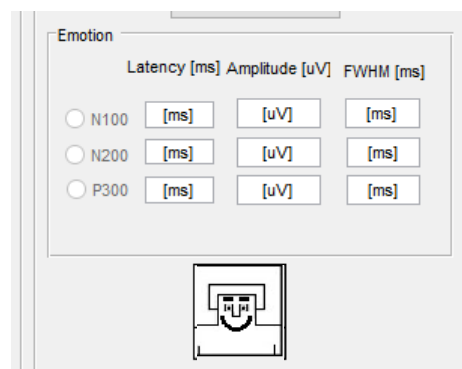 Emotion
Latency [ms] Amplitude [uV] FWHM [ms]
N100 [ms] [uV] [ms]
N200 [ms] [uV] [ms]
P300 [ms] [uV] [ms]